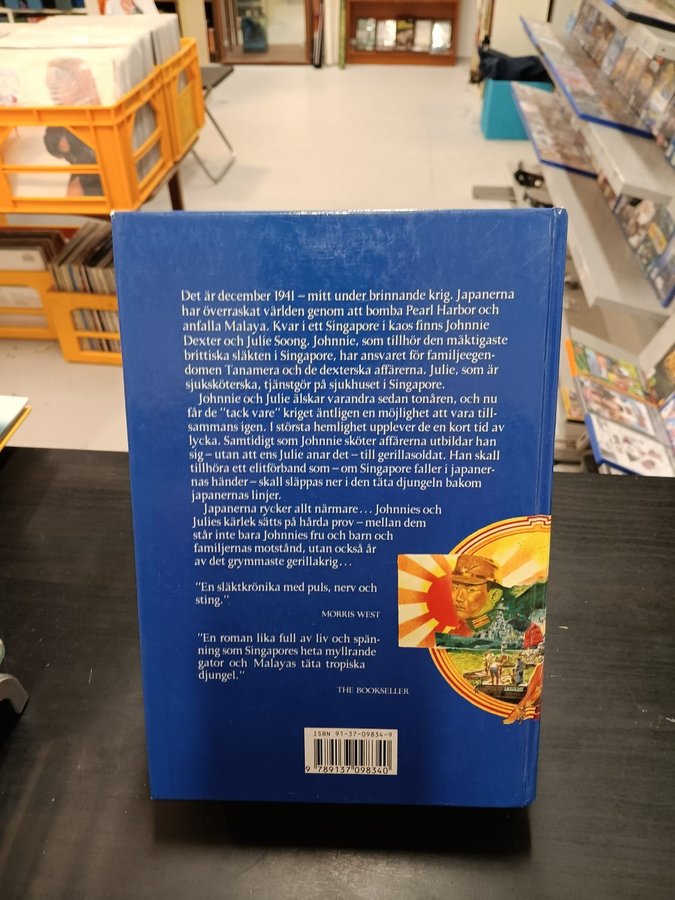 Det är december 1941 – mitt under brinnande krig. Japanerna
har överraskat världen genom att bomba Pearl Harbor och
anfalla Malaya. Kvar i ett Singapore i kaos finns Johnnie
Dexter och Julie Soong. Johnnie, som tillhör den mäktigaste
brittiska släkten i Singapore, har ansvaret för familjeegen-
domen Tanamera och de dexterska affärerna. Julie, som är
sjuksköterska, tjänstgör på sjukhuset i Singapore.
Johnnie och Julie älskar varandra sedan tonåren, och nu
får de "tack vare" kriget äntligen en möjlighet att vara till-
sammans igen. I största hemlighet upplever de en kort tid av
lycka. Samtidigt som Johnnie sköter affärerna utbildar han
sig – utan att ens Julie anar det – till gerillasoldat. Han skall
tillhöra ett elitförband som – om Singapore faller i japaner-
nas händer – skall släppas ner i den täta djungeln bakom
japanernas linjer.
Japanerna rycker allt närmare... Johnnies och
Julies kärlek sätts på hårda prov – mellan dem
står inte bara Johnnies fru och barn och
familjernas motstånd, utan också år
av det grymmaste gerillakrig...
"En släktkrönika med puls, nerv och
sting."
MORRIS WEST
"En roman lika full av liv och spän-
ning som Singapores heta myllrande
gator och Malayas täta tropiska
djungel."
THE BOOKSELLER
ISBN 91-37-09834-9
9 789137 098340